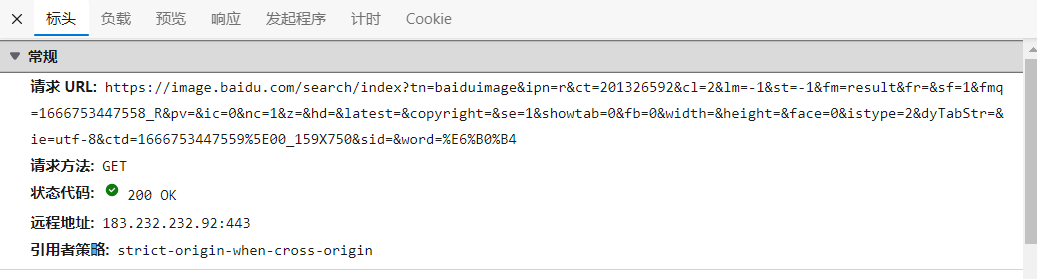 标头 负载 预览 响应 发起程序 计时 Cookie
常规
请求 URL: https://image.baidu.com/search/index?tn=baiduimage&ipn=r&ct=201326592&cl=2&lm=-1&st=-1&fm=result&fr=&sf=1&fmq
=1666753447558_R&pv=&ic=0&nc=1&z=&hd=&latest=&copyright=&se=1&showtab=0&fb=0&width=&height=&face=0&istype=2&dyTabStr=&
ie=utf-8&ctd=1666753447559%5E00_159X750&sid=&word=%E6%B0%B4
请求方法: GET
状态代码: 200 OK
远程地址: 183.232.232.92:443
引用者策略: strict-origin-when-cross-origin